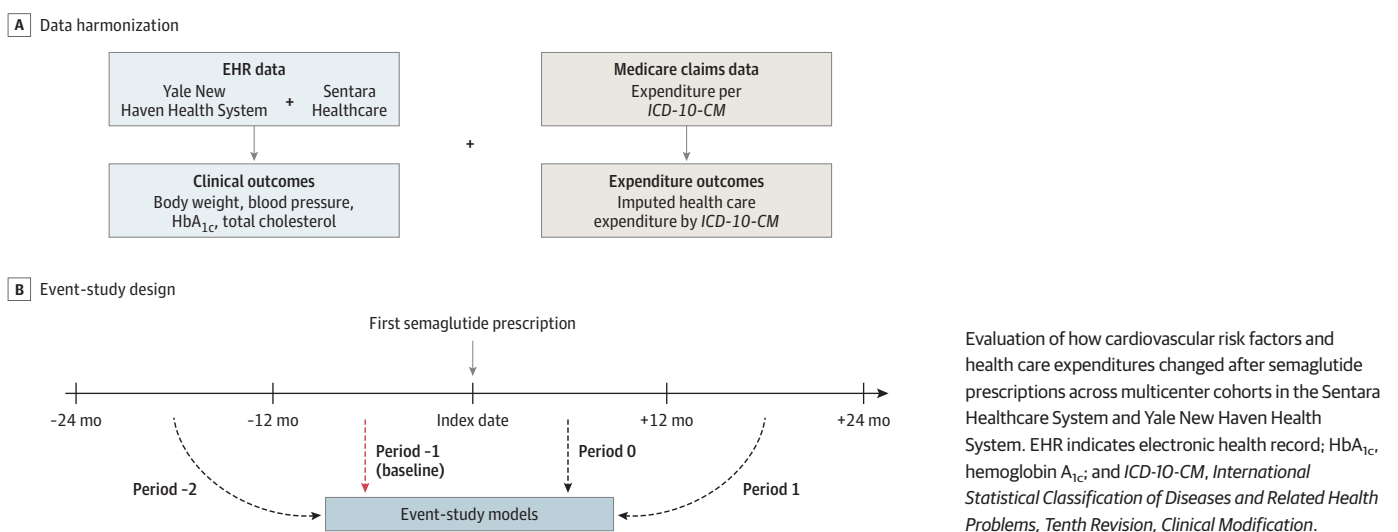 A Data harmonization
EHR data
Yale New
Haven Health System
+
Sentara
Healthcare
Clinical outcomes
Body weight, blood pressure,
HbA1c, total cholesterol
+
Medicare claims data
Expenditure per
ICD-10-CM
Expenditure outcomes
Imputed health care
expenditure by ICD-10-CM
B Event-study design
First semaglutide prescription
-24 mo
-12 mo
Index date
+12 mo
+24 mo
Period -2
Period -1
(baseline)
Period 0
Period 1
Event-study models
Evaluation of how cardiovascular risk factors and
health care expenditures changed after semaglutide
prescriptions across multicenter cohorts in the Sentara
Healthcare System and Yale New Haven Health
System. EHR indicates electronic health record; HbA1c,
hemoglobin A1c; and ICD-10-CM, International
Statistical Classification of Diseases and Related Health
Problems, Tenth Revision, Clinical Modification.